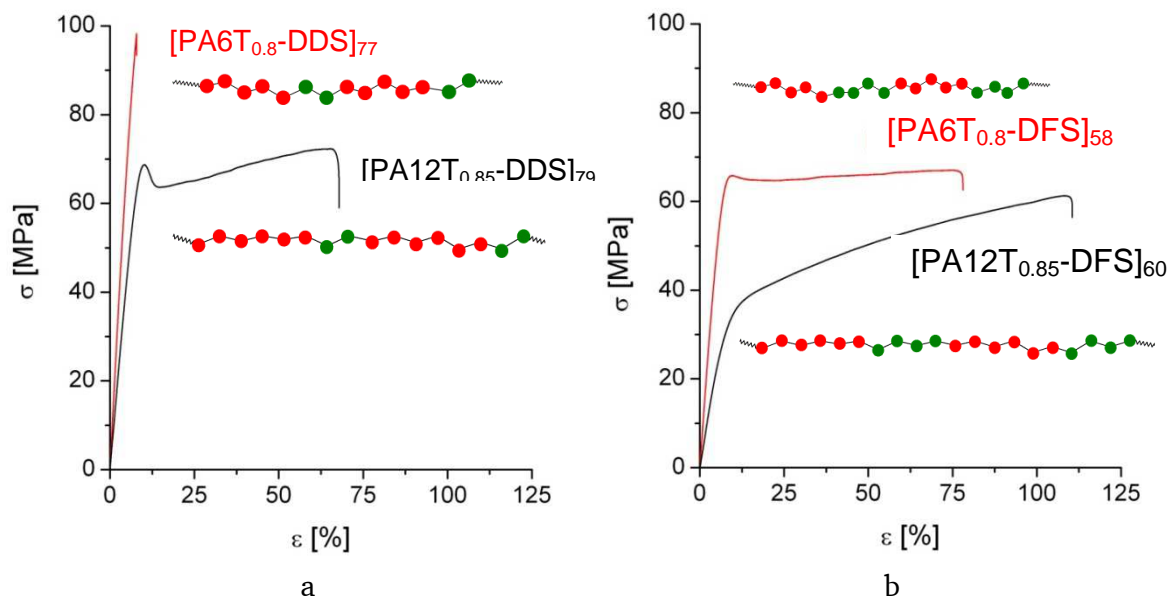 100
80
60
40
20
0
σ [MPa]
[PA6T0.8-DDS]77
[PA12T0.85-DDS]79
0 25 50 75 100 125
ε [%]
a
100
80
60
40
20
0
σ [MPa]
[PA6T0.8-DFS]58
[PA12T0.85-DFS]60
0 25 50 75 100 125
ε [%]
b